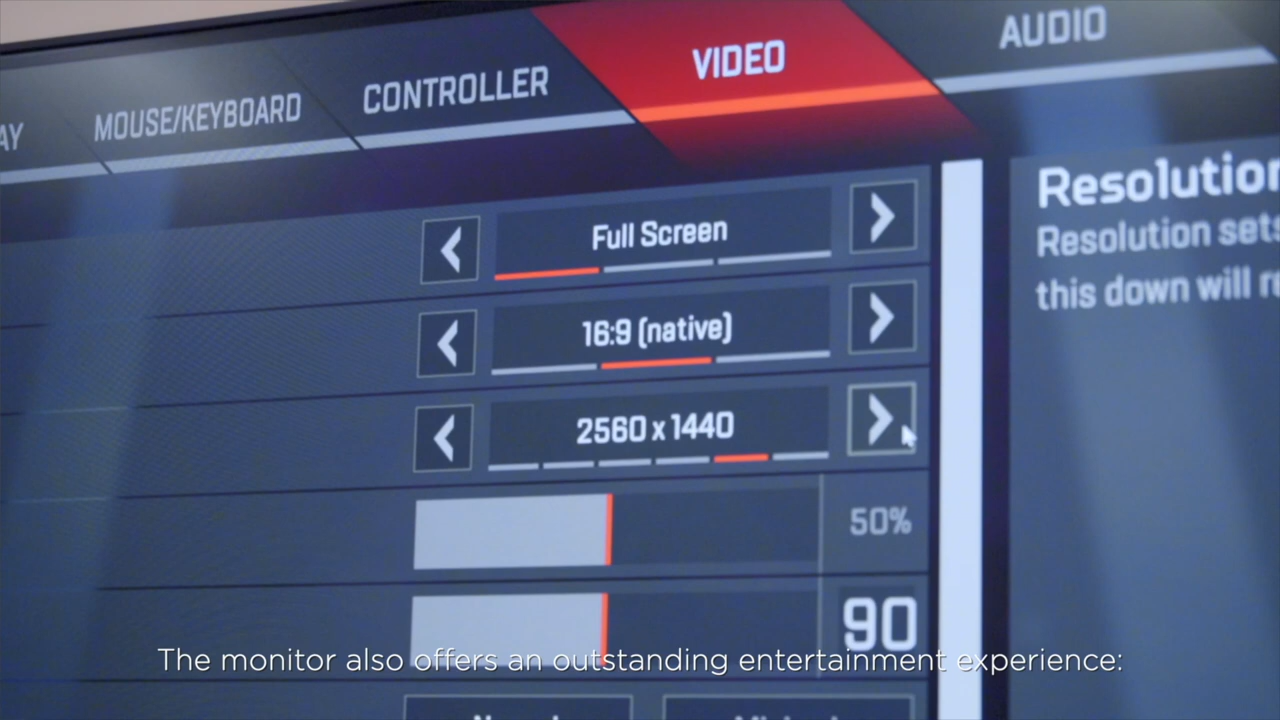 AY MOUSE/KEYBOARD CONTROLLER VIDEO AUDIO
Full Screen
16:9 (native)
2560 x 1440
50%
90
Resolution
Resolution sets
this down will
The monitor also offers an outstanding entertainment experience: